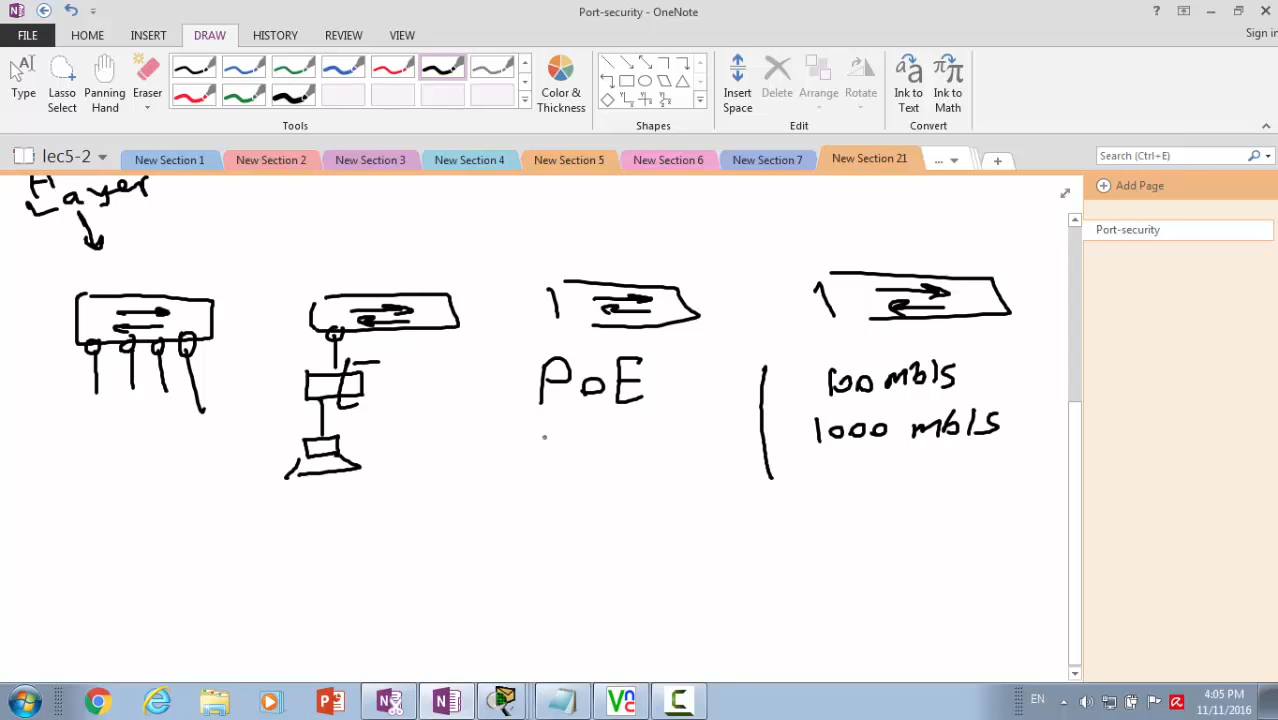 Port-security - OneNote
FILE HOME INSERT DRAW HISTORY REVIEW VIEW Sign in
Type Lasso Select Panning Hand Eraser Color & Thickness Insert Space Delete Arrange Rotate Ink to Text Ink to Math
Tools Shapes Edit Convert
lec5-2 New Section 1 New Section 2 New Section 3 New Section 4 New Section 5 New Section 6 New Section 7 New Section 21 ... Search (Ctrl+E)
Add Page
Port-security
Layer
PoE
100 mb/s
1000 mb/s
EN 4:05 PM
11/11/2016